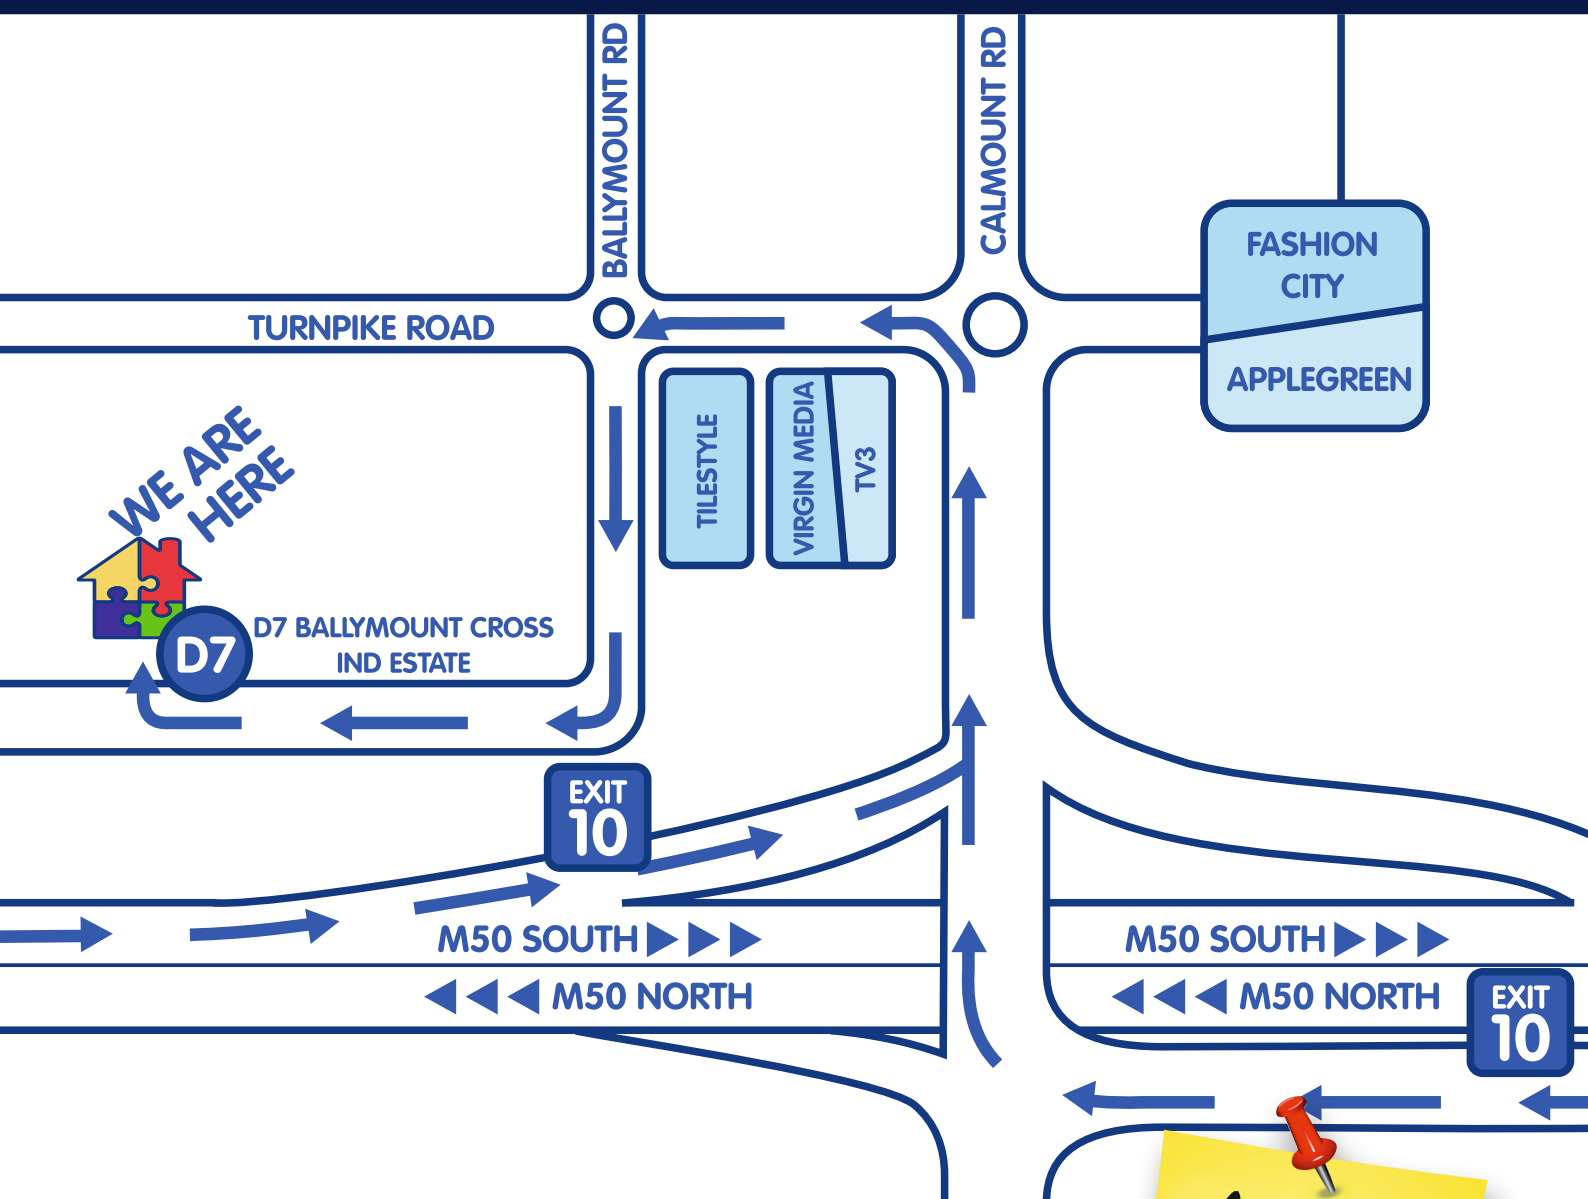 BALLYMOUNT RD
CALMOUNT RD
FASHION
CITY
TURNPIKE ROAD
APPLEGREEN
TILESTYLE
VIRGIN MEDIA
TV3
WE ARE
HERE
D7
D7 BALLYMOUNT CROSS
IND ESTATE
EXIT
10
M50 SOUTH
M50 SOUTH
M50 NORTH
M50 NORTH
EXIT
10